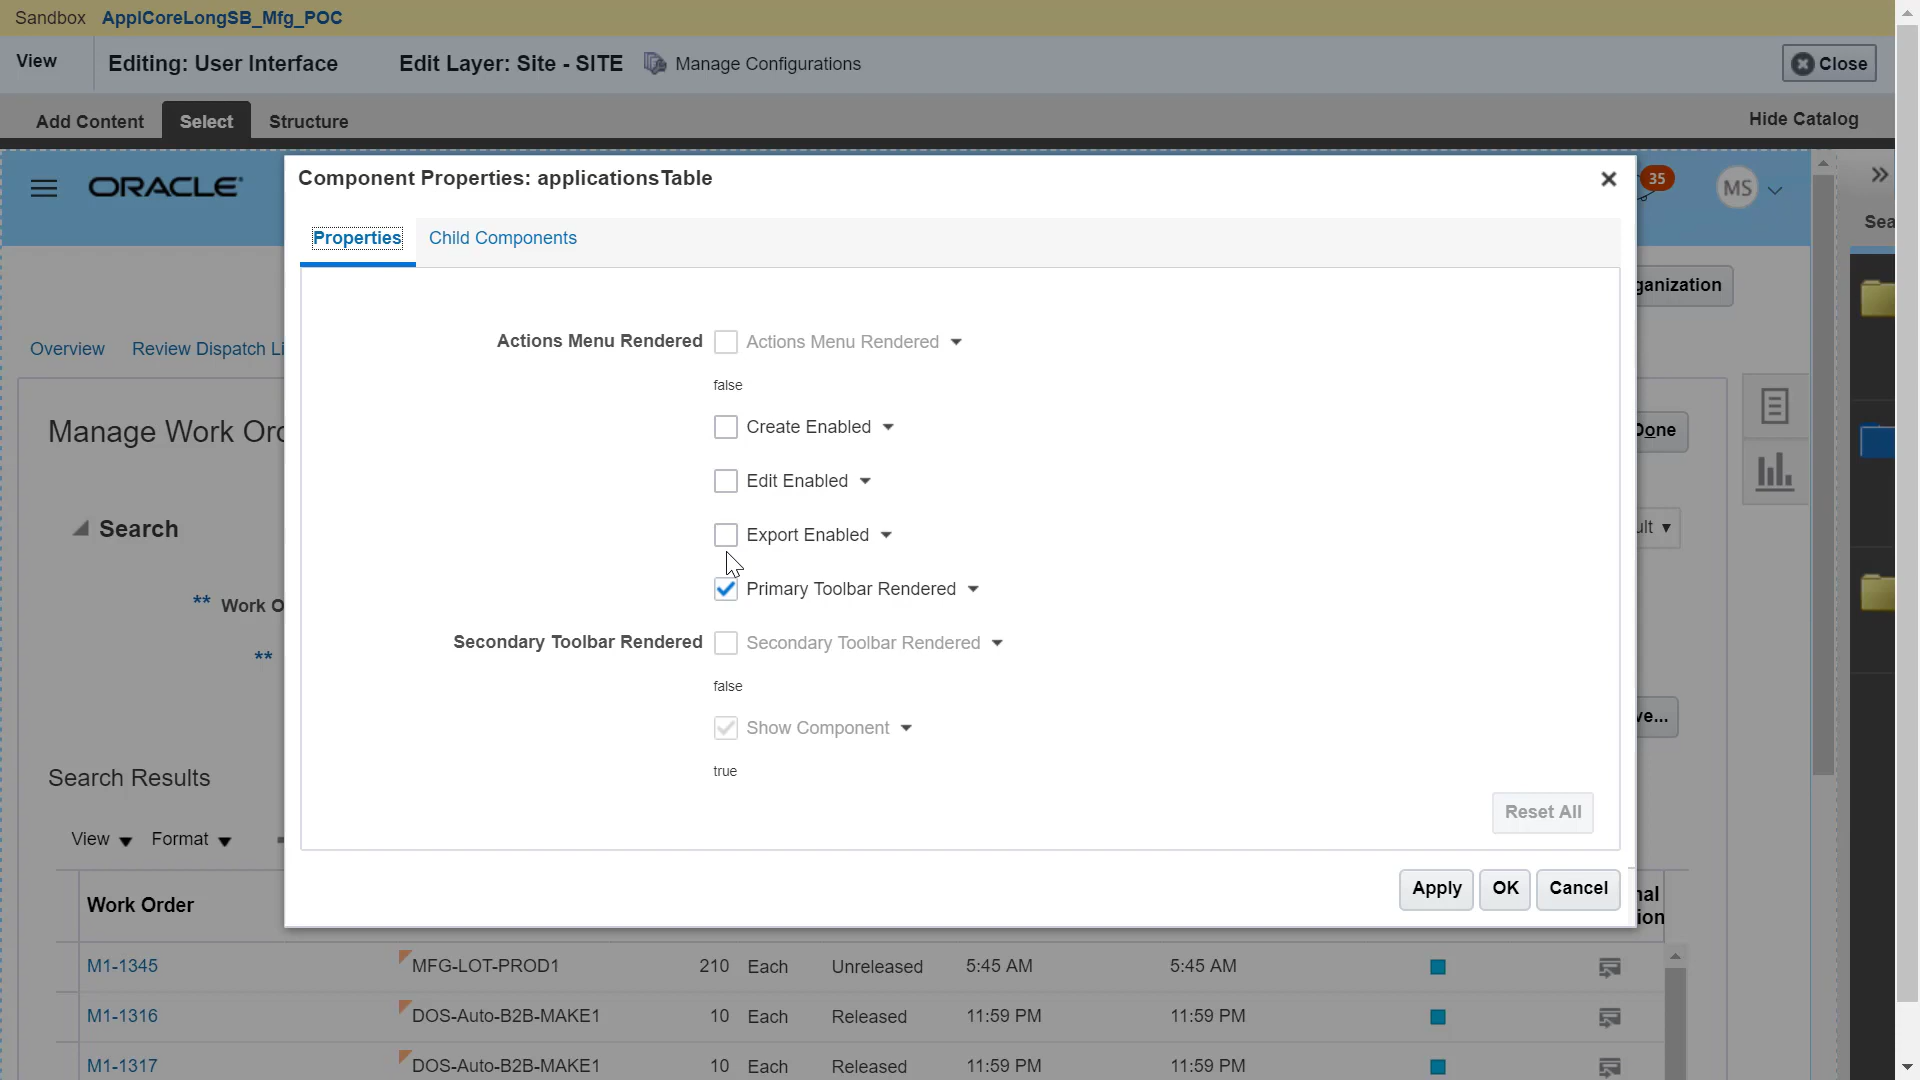 Sandbox ApplCoreLongSB_Mfg_POC
View Editing: User Interface Edit Layer: Site - SITE Manage Configurations Close
Add Content Select Structure Hide Catalog
ORACLE 35 MS
Component Properties: applicationsTable
Properties Child Components
Actions Menu Rendered Actions Menu Rendered
false
Create Enabled
Edit Enabled
Export Enabled
Primary Toolbar Rendered
Secondary Toolbar Rendered Secondary Toolbar Rendered
false
Show Component
true
Reset All
Apply OK Cancel
Sea
ganization
Overview Review Dispatch Li
Manage Work Ord
Done
Search
ult
** Work O
**
ve...
Search Results
View Format
Work Order
nal
ion
M1-1345 MFG-LOT-PROD1 210 Each Unreleased 5:45 AM 5:45 AM
M1-1316 DOS-Auto-B2B-MAKE1 10 Each Released 11:59 PM 11:59 PM
M1-1317 DOS-Auto-B2B-MAKE1 10 Each Released 11:59 PM 11:59 PM